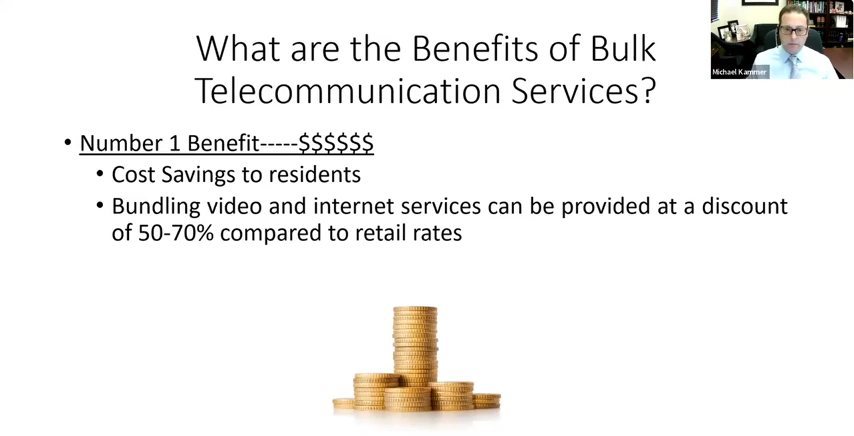 What are the Benefits of Bulk
Telecommunication Services?
Michael Kammer
• Number 1 Benefit-----$$$$$$
• Cost Savings to residents
• Bundling video and internet services can be provided at a discount
of 50-70% compared to retail rates